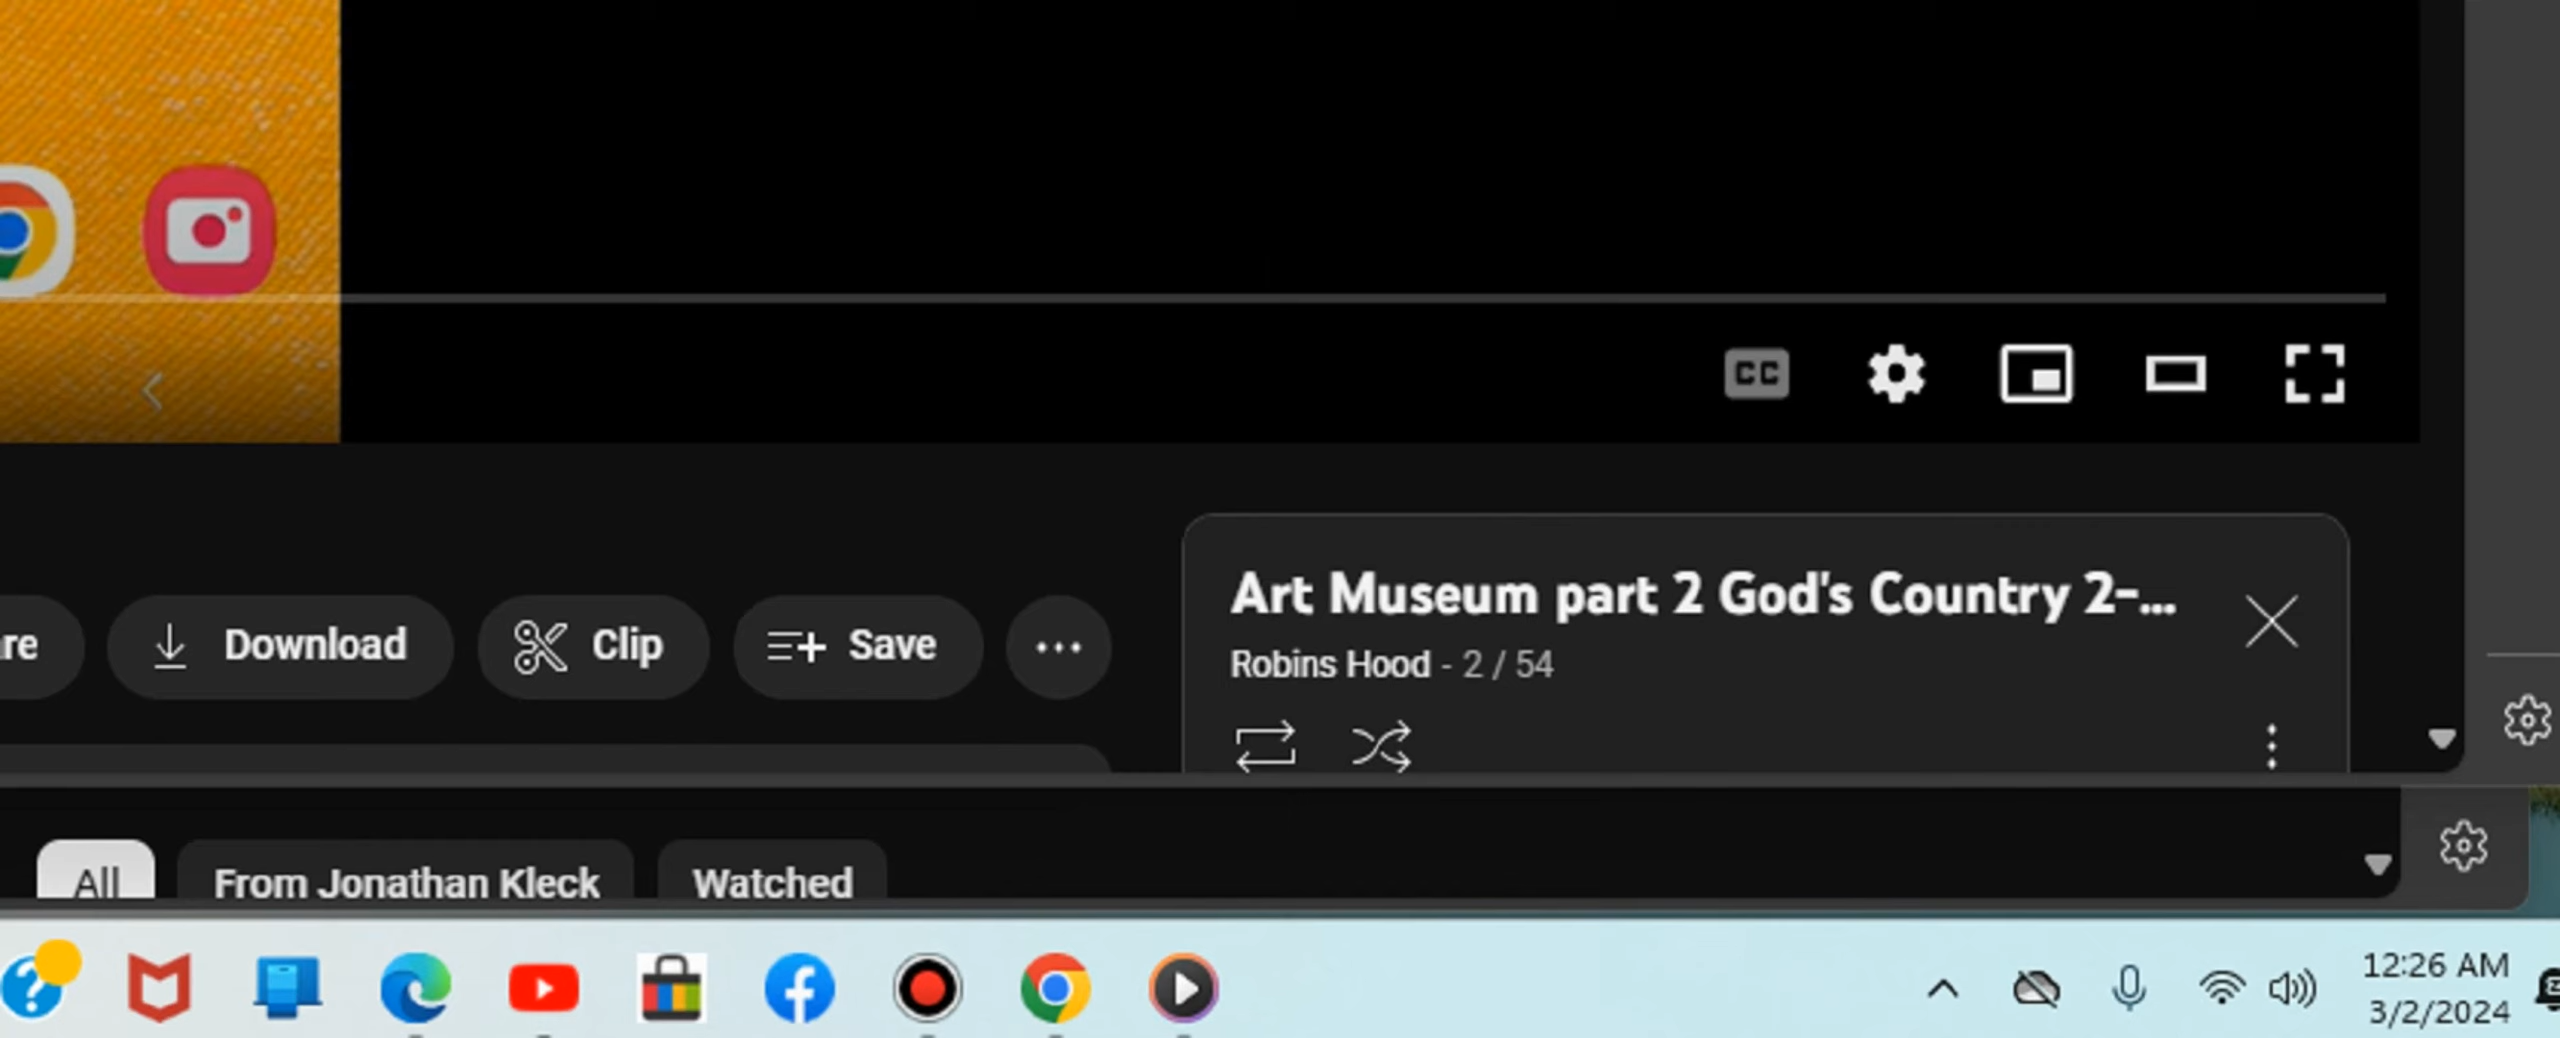 CC
re
Download
Clip
Save
Art Museum part 2 God's Country 2-...
Robins Hood - 2 / 54
All
From Jonathan Kleck
Watched
12:26 AM
3/2/2024